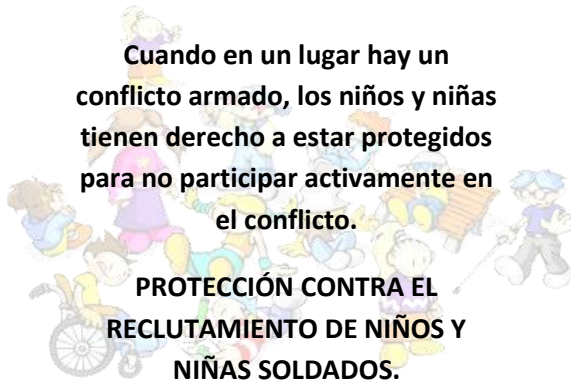 Cuando en un lugar hay un
conflicto armado, los niños y niñas
tienen derecho a estar protegidos
para no participar activamente en
el conflicto.
PROTECCIÓN CONTRA EL
RECLUTAMIENTO DE NIÑOS Y
NIÑAS SOLDADOS.